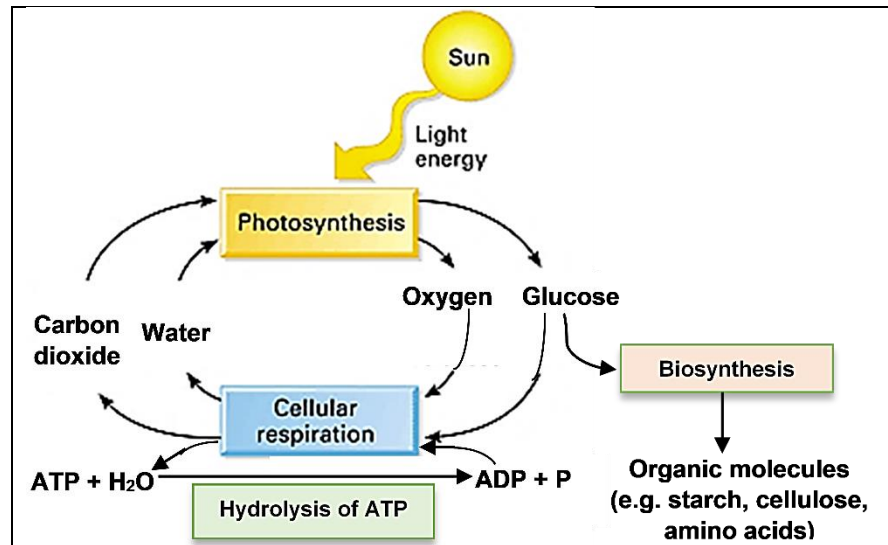 Sun
Light
energy
Photosynthesis
Oxygen
Glucose
Carbon
dioxide
Water
Biosynthesis
Cellular
respiration
ATP + H₂O
ADP + P
Hydrolysis of ATP
Organic molecules
(e.g. starch, cellulose,
amino acids)